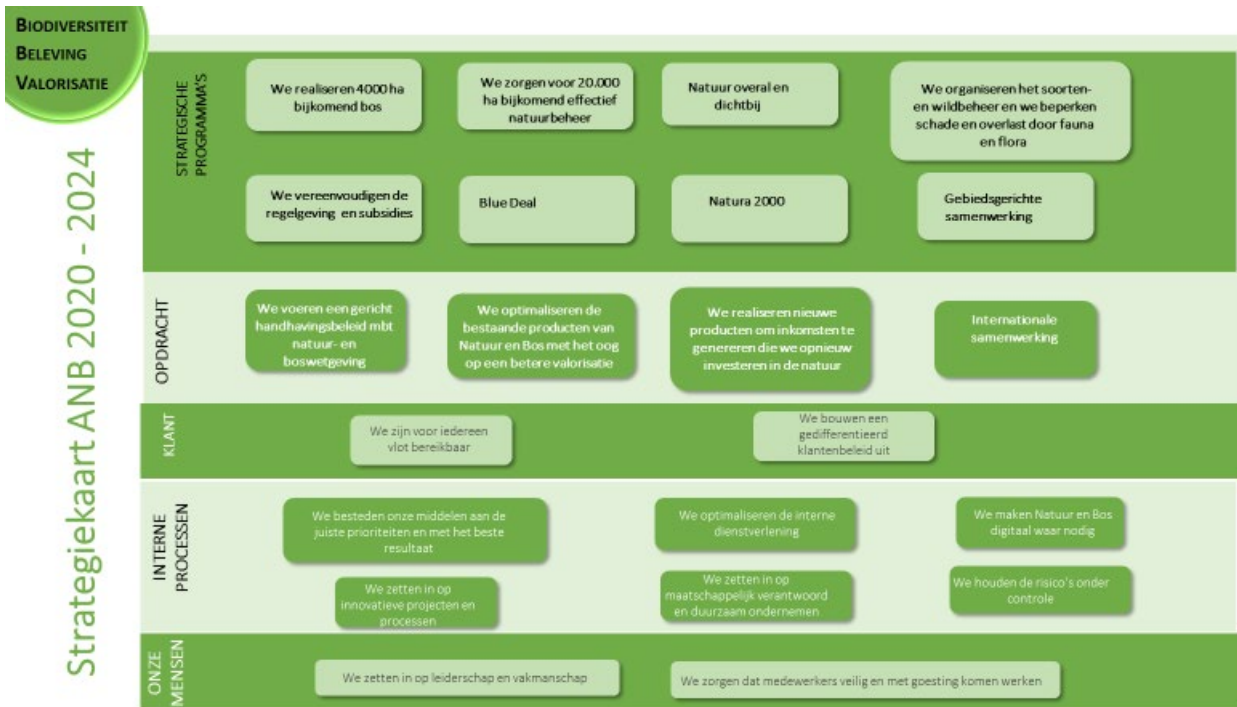 BIODIVERSITEIT
BELEVING
VALORISATIE
Strategiekaart ANB 2020 - 2024
STRATEGISCHE
PROGRAMMA'S
We realiseren 4000 ha
bijkomend bos
We zorgen voor 20.000
ha bijkomend effectief
natuurbeheer
Natuur overal en
dichtbij
We organiseren het soorten-
en wildbeheer en we beperken
schade en overlast door fauna
en flora
We vereenvoudigen de
regelgeving en subsidies
Blue Deal
Natura 2000
Gebiedsgerichte
samenwerking
OPDRACHT
We voeren een gericht
handhavingsbeleid mbt
natuur- en
boswetgeving
We optimaliseren de
bestaande producten van
Natuur en Bos met het oog
op een betere valorisatie
We realiseren nieuwe
producten om inkomsten te
genereren die we opnieuw
investeren in de natuur
Internationale
samenwerking
KLANT
We zijn voor iedereen
vlot bereikbaar
We bouwen een
gedifferentieerd
klantenbeleid uit
INTERNE
PROCESSEN
We besteden onze middelen aan de
juiste prioriteiten en met het beste
resultaat
We optimaliseren de interne
dienstverlening
We maken Natuur en Bos
digitaal waar nodig
We zetten in op
innovatieve projecten en
processen
We zetten in op
maatschappelijk verantwoord
en duurzaam ondernemen
We houden de risico's onder
controle
ONZE
MENSEN
We zetten in op leiderschap en vakmanschap
We zorgen dat medewerkers veilig en met goesting komen werken